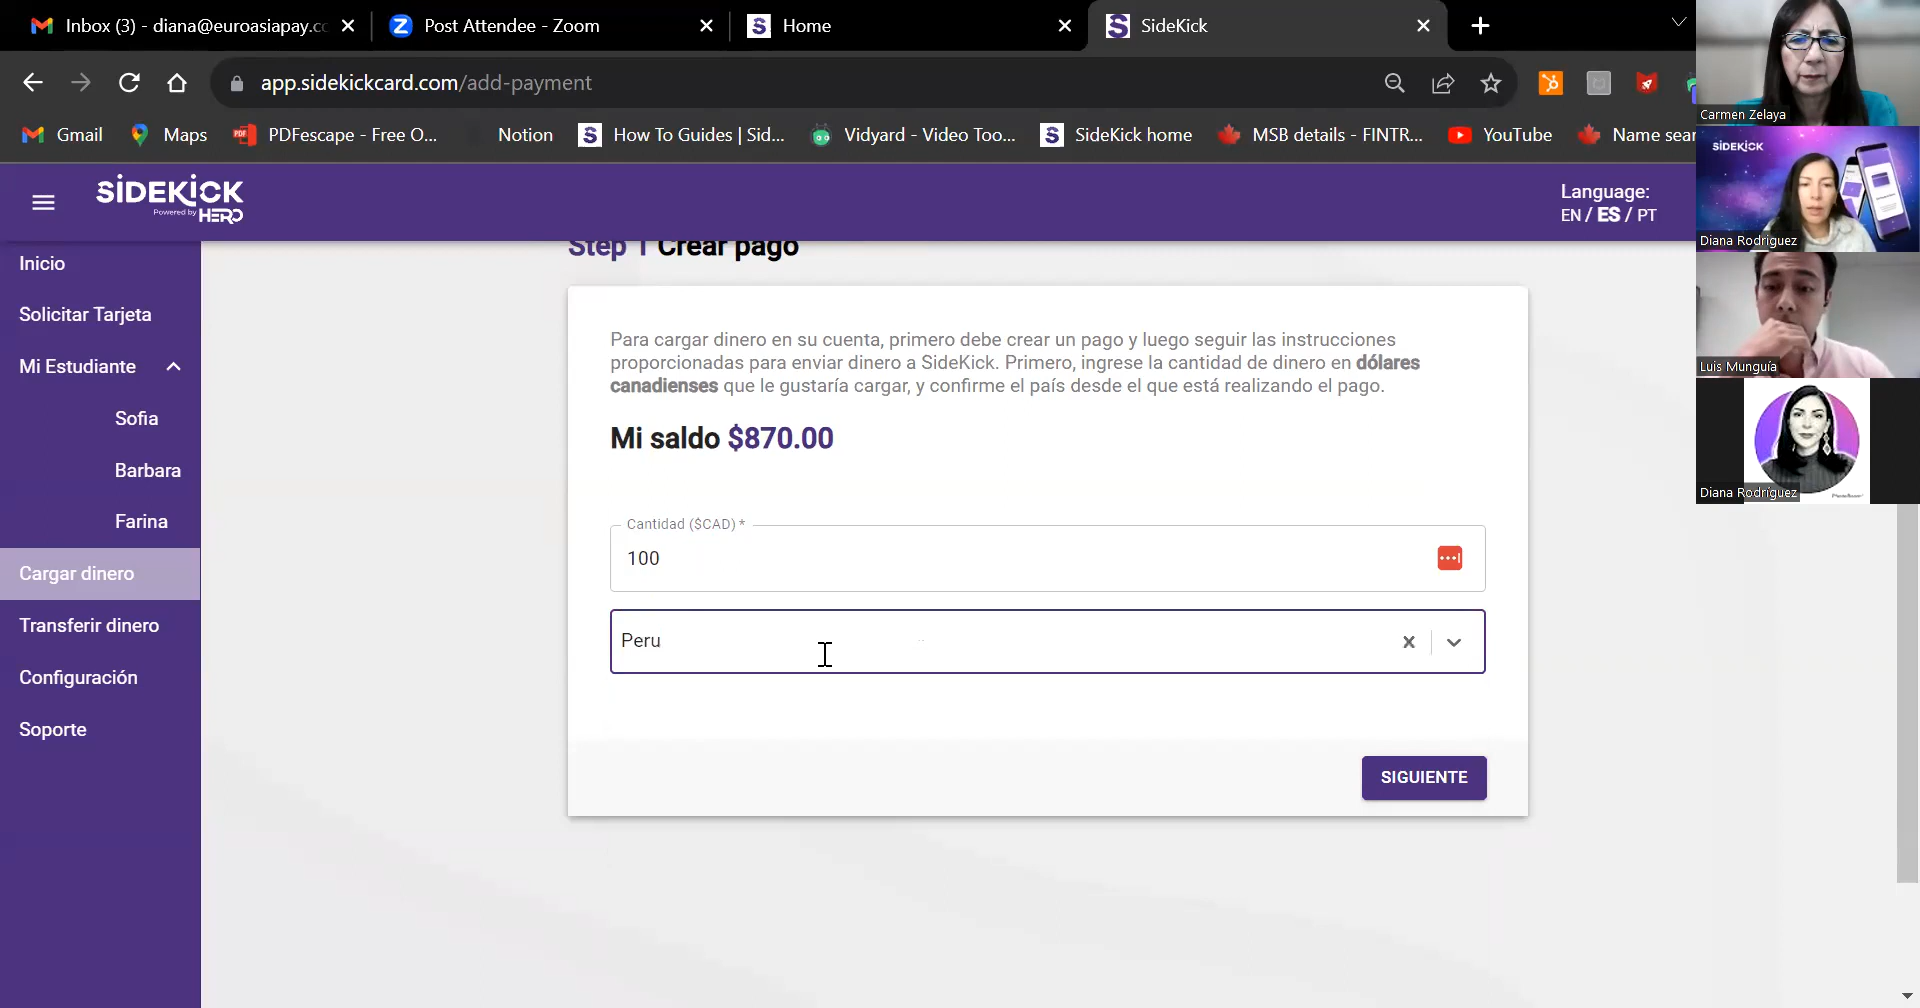 Inbox (3) - diana@euroasiapay.c
Post Attendee - Zoom
Home
SideKick
app.sidekickcard.com/add-payment
Gmail
Maps
PDFescape - Free O...
Notion
How To Guides | Sid...
Vidyard - Video Too...
SideKick home
MSB details - FINTR...
YouTube
Name sear
SIDEKICK
Powered by HERO
Language:
EN / ES / PT
Inicio
Solicitar Tarjeta
Mi Estudiante
Sofia
Barbara
Farina
Cargar dinero
Transferir dinero
Configuración
Soporte
Step 1 Crear pago
Para cargar dinero en su cuenta, primero debe crear un pago y luego seguir las instrucciones
proporcionadas para enviar dinero a SideKick. Primero, ingrese la cantidad de dinero en dólares
canadienses que le gustaría cargar, y confirme el país desde el que está realizando el pago.
Mi saldo $870.00
Cantidad ($CAD) *
100
Peru
SIGUIENTE
Carmen Zelaya
SIDEKICK
Diana Rodriguez
Luis Munguía
Diana Rodriguez